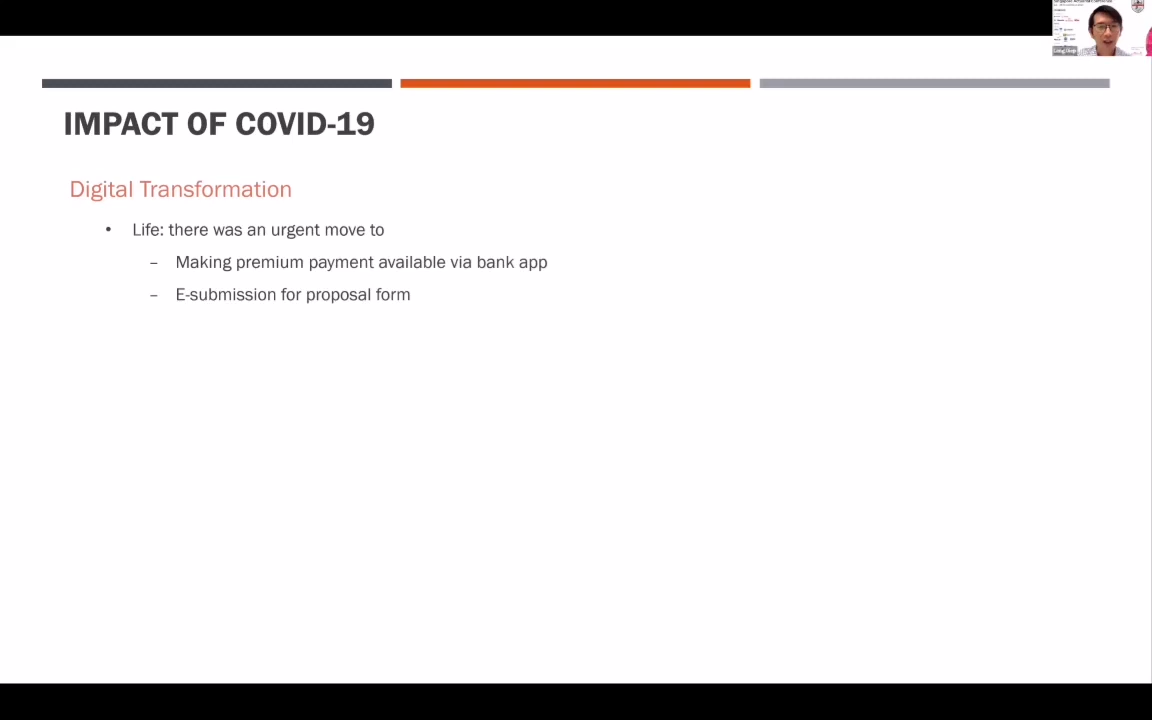 IMPACT OF COVID-19
Digital Transformation
• Life: there was an urgent move to
– Making premium payment available via bank app
– E-submission for proposal form